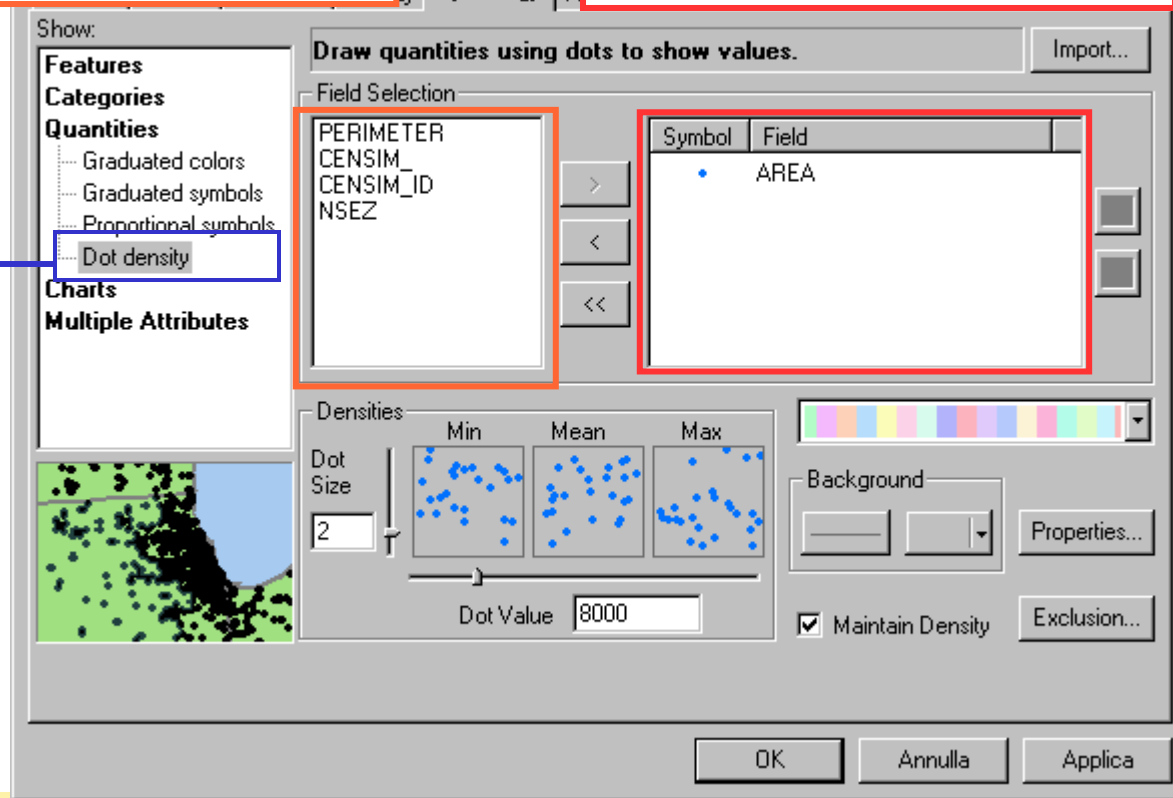 Show:
Features
Categories
Quantities
Graduated colors
Graduated symbols
Proportional symbols
Dot density
Charts
Multiple Attributes
Draw quantities using dots to show values.
Import...
Field Selection
PERIMETER
CENSIM_
CENSIM_ID
NSEZ
>
<
<<
Symbol Field
AREA
Densities
Min Mean Max
Dot
Size
2
Dot Value 8000
Background
Properties...
Maintain Density
Exclusion...
OK Annulla Applica